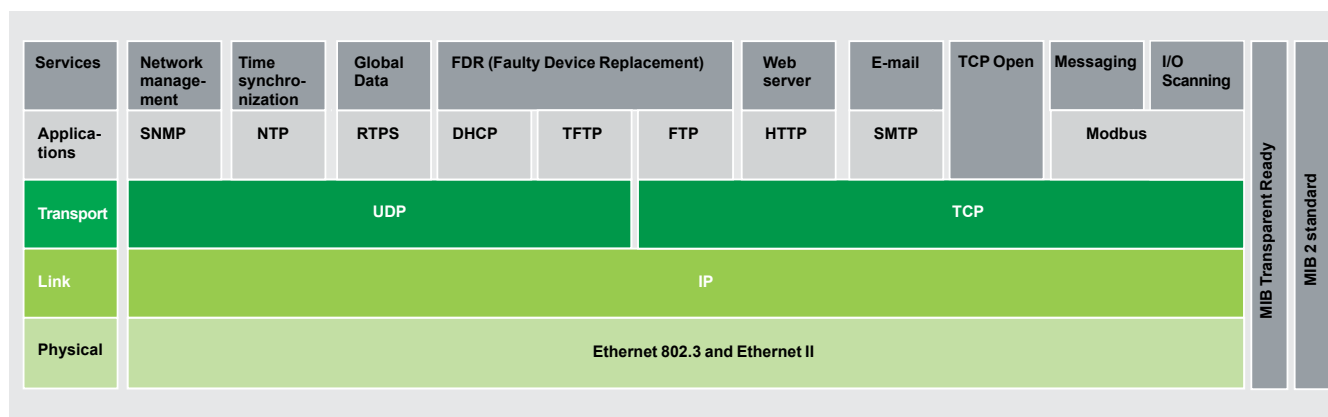 Services
Network
manage-
ment
Time
synchro-
nization
Global
Data
FDR (Faulty Device Replacement)
Web
server
E-mail
TCP Open
Messaging
I/O
Scanning
Applica-
tions
SNMP
NTP
RTPS
DHCP
TFTP
FTP
HTTP
SMTP
Modbus
Transport
UDP
TCP
Link
IP
Physical
Ethernet 802.3 and Ethernet II
MIB Transparent Ready
MIB 2 standard